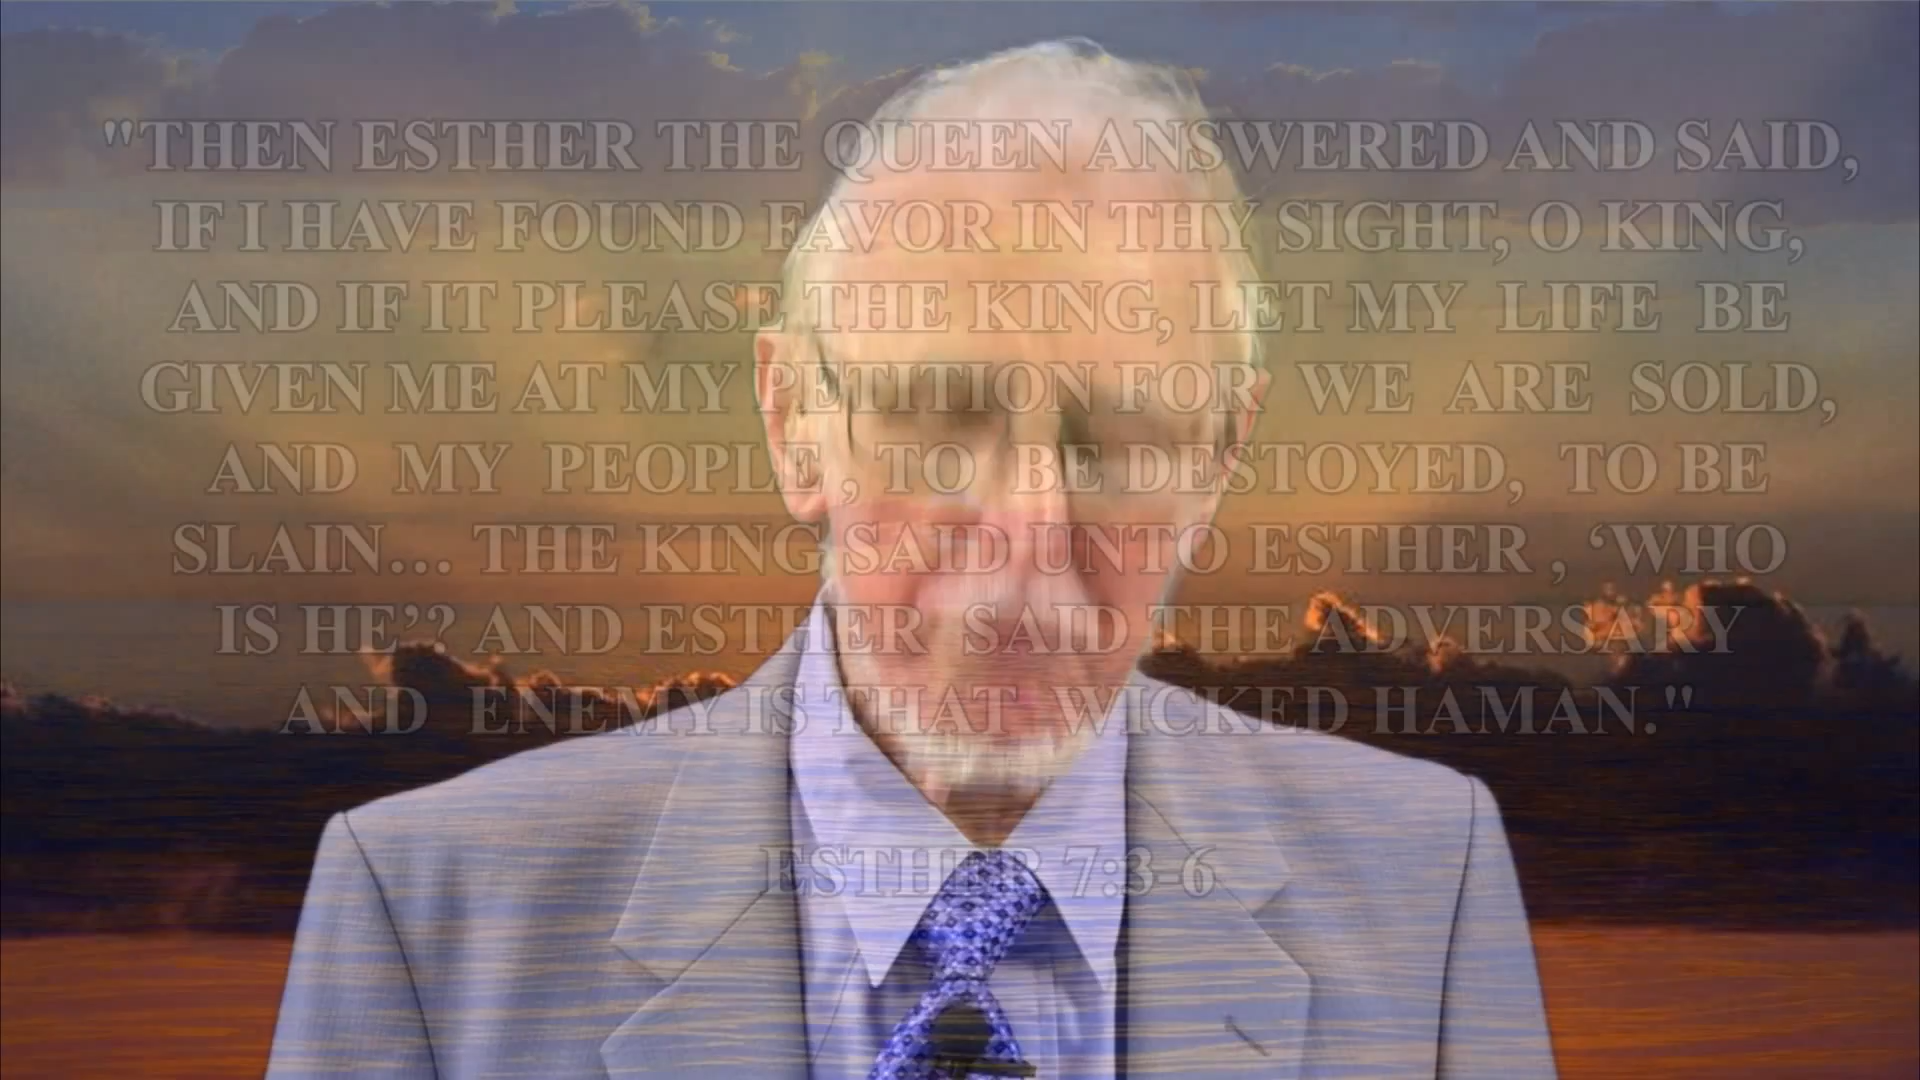 "THEN ESTHER THE QUEEN ANSWERED AND SAID,
IF I HAVE FOUND FAVOR IN THY SIGHT, O KING,
AND IF IT PLEASE THE KING, LET MY LIFE BE
GIVEN ME AT MY PETITION FOR WE ARE SOLD,
AND MY PEOPLE , TO BE DESTOYED, TO BE
SLAIN... THE KING SAID UNTO ESTHER , ‘WHO
IS HE’? AND ESTHER SAID THE ADVERSARY
AND ENEMY IS THAT WICKED HAMAN."
ESTHER 7:3-6